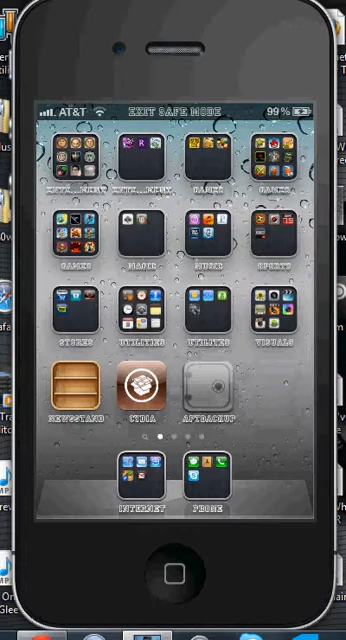 AT&T EXIT SAFE MODE 99%
GAMES GAMES
GAMES MAGIC MUSIC SPORTS
STORES UTILITIES UTILITES VISUALS
NEWSSTAND CYDIA APTBACKUP
INTERNET PHONE